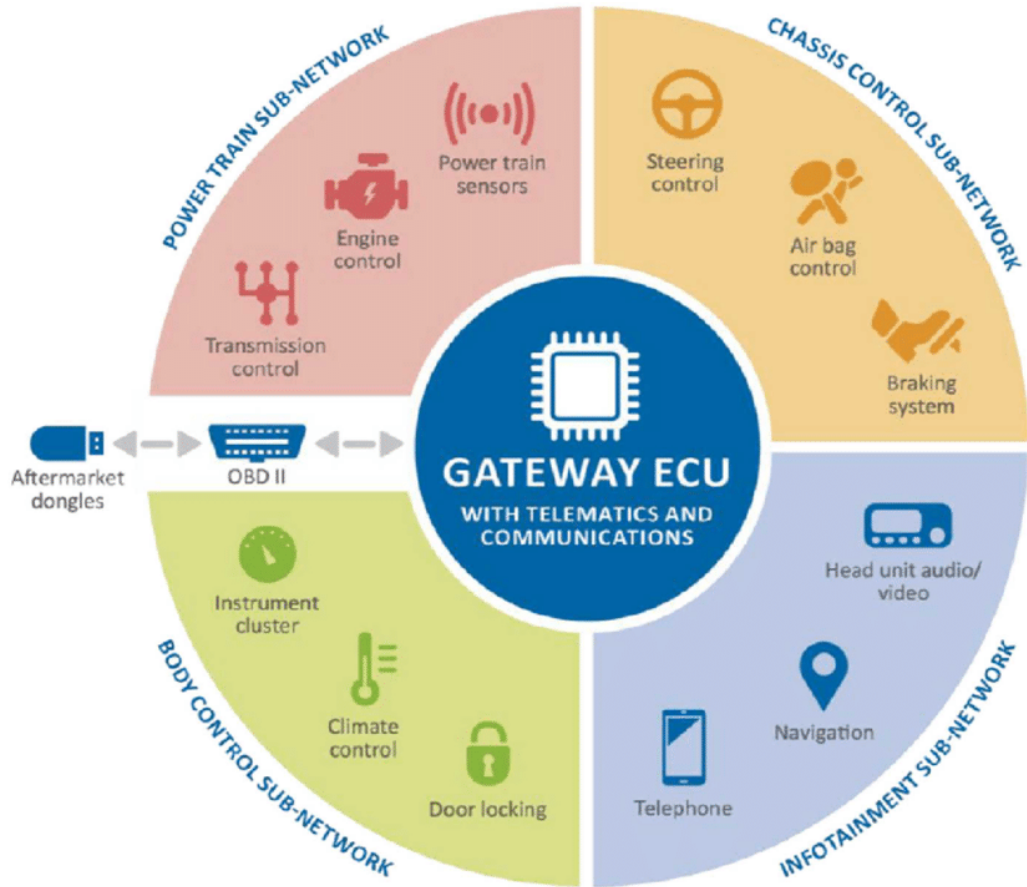 POWER TRAIN SUB-NETWORK
Power train
sensors
Engine
control
Transmission
control
CHASSIS CONTROL SUB-NETWORK
Steering
control
Air bag
control
Braking
system
Aftermarket
dongles
OBD II
GATEWAY ECU
WITH TELEMATICS AND
COMMUNICATIONS
BODY CONTROL SUB-NETWORK
Instrument
cluster
Climate
control
Door locking
INFOTAINMENT SUB-NETWORK
Head unit audio/
video
Navigation
Telephone